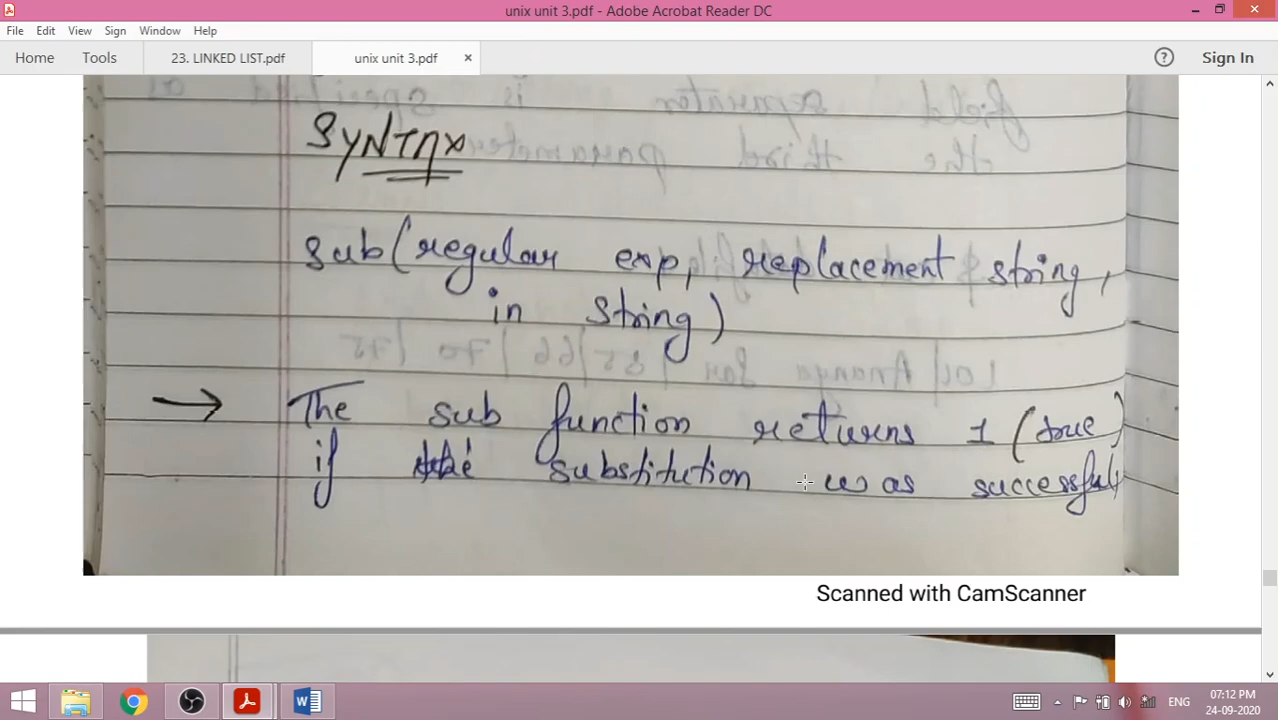 unix unit 3.pdf - Adobe Acrobat Reader DC
File Edit View Sign Window Help
Home Tools 23. LINKED LIST.pdf unix unit 3.pdf × Sign In
SYNTAX
sub(regular exp, replacement string,
in string)
→ The sub function returns 1 (true)
if the substitution was successful
Scanned with CamScanner
ENG 07:12 PM
24-09-2020